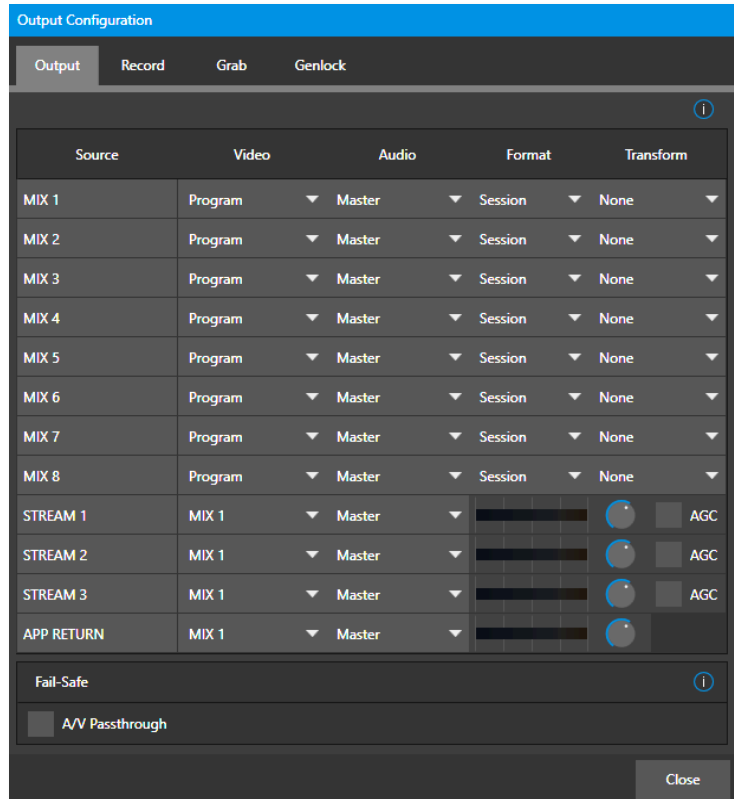 Output Configuration
Output Record Grab Genlock
Source Video Audio Format Transform
MIX 1 Program Master Session None
MIX 2 Program Master Session None
MIX 3 Program Master Session None
MIX 4 Program Master Session None
MIX 5 Program Master Session None
MIX 6 Program Master Session None
MIX 7 Program Master Session None
MIX 8 Program Master Session None
STREAM 1 MIX 1 Master AGC
STREAM 2 MIX 1 Master AGC
STREAM 3 MIX 1 Master AGC
APP RETURN MIX 1 Master
Fail-Safe
A/V Passthrough
Close